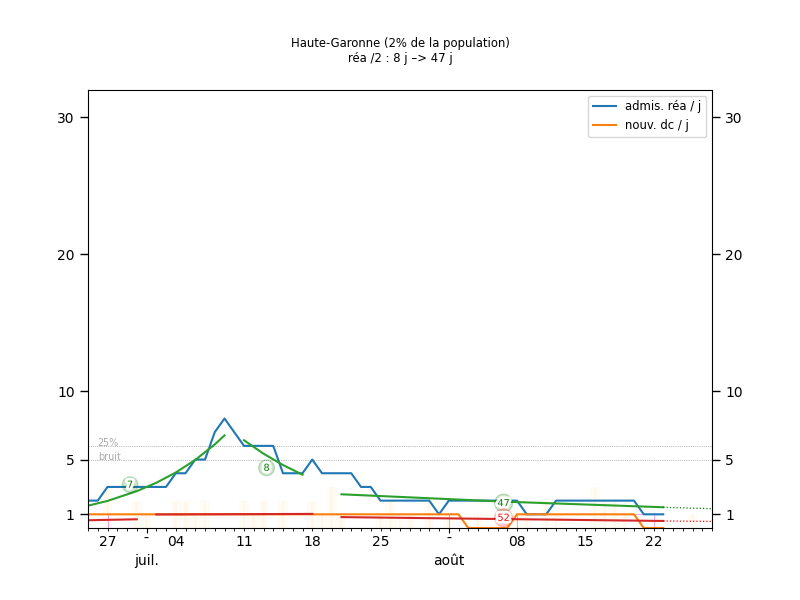 Haute-Garonne (2% de la population)
réa /2 : 8 j –> 47 j
admis. réa / j
nouv. dc / j
30 30
20 20
10 10
25%
bruit
5 5
7 8 47
52
1 1
27 - 04 11 18 25 - 08 15 22
juil. août